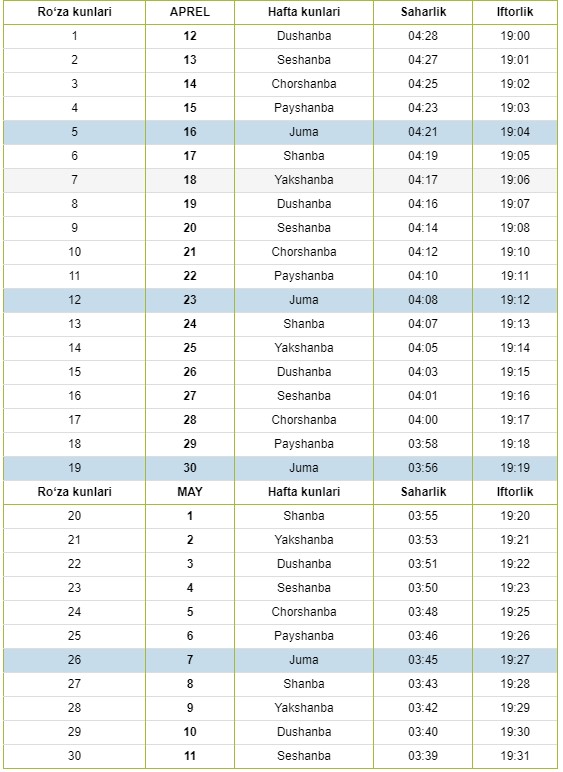 Ro‘za kunlari APREL Hafta kunlari Saharlik Iftorlik
1 12 Dushanba 04:28 19:00
2 13 Seshanba 04:27 19:01
3 14 Chorshanba 04:25 19:02
4 15 Payshanba 04:23 19:03
5 16 Juma 04:21 19:04
6 17 Shanba 04:19 19:05
7 18 Yakshanba 04:17 19:06
8 19 Dushanba 04:16 19:07
9 20 Seshanba 04:14 19:08
10 21 Chorshanba 04:12 19:10
11 22 Payshanba 04:10 19:11
12 23 Juma 04:08 19:12
13 24 Shanba 04:07 19:13
14 25 Yakshanba 04:05 19:14
15 26 Dushanba 04:03 19:15
16 27 Seshanba 04:01 19:16
17 28 Chorshanba 04:00 19:17
18 29 Payshanba 03:58 19:18
19 30 Juma 03:56 19:19
Ro‘za kunlari MAY Hafta kunlari Saharlik Iftorlik
20 1 Shanba 03:55 19:20
21 2 Yakshanba 03:53 19:21
22 3 Dushanba 03:51 19:22
23 4 Seshanba 03:50 19:23
24 5 Chorshanba 03:48 19:25
25 6 Payshanba 03:46 19:26
26 7 Juma 03:45 19:27
27 8 Shanba 03:43 19:28
28 9 Yakshanba 03:42 19:29
29 10 Dushanba 03:40 19:30
30 11 Seshanba 03:39 19:31